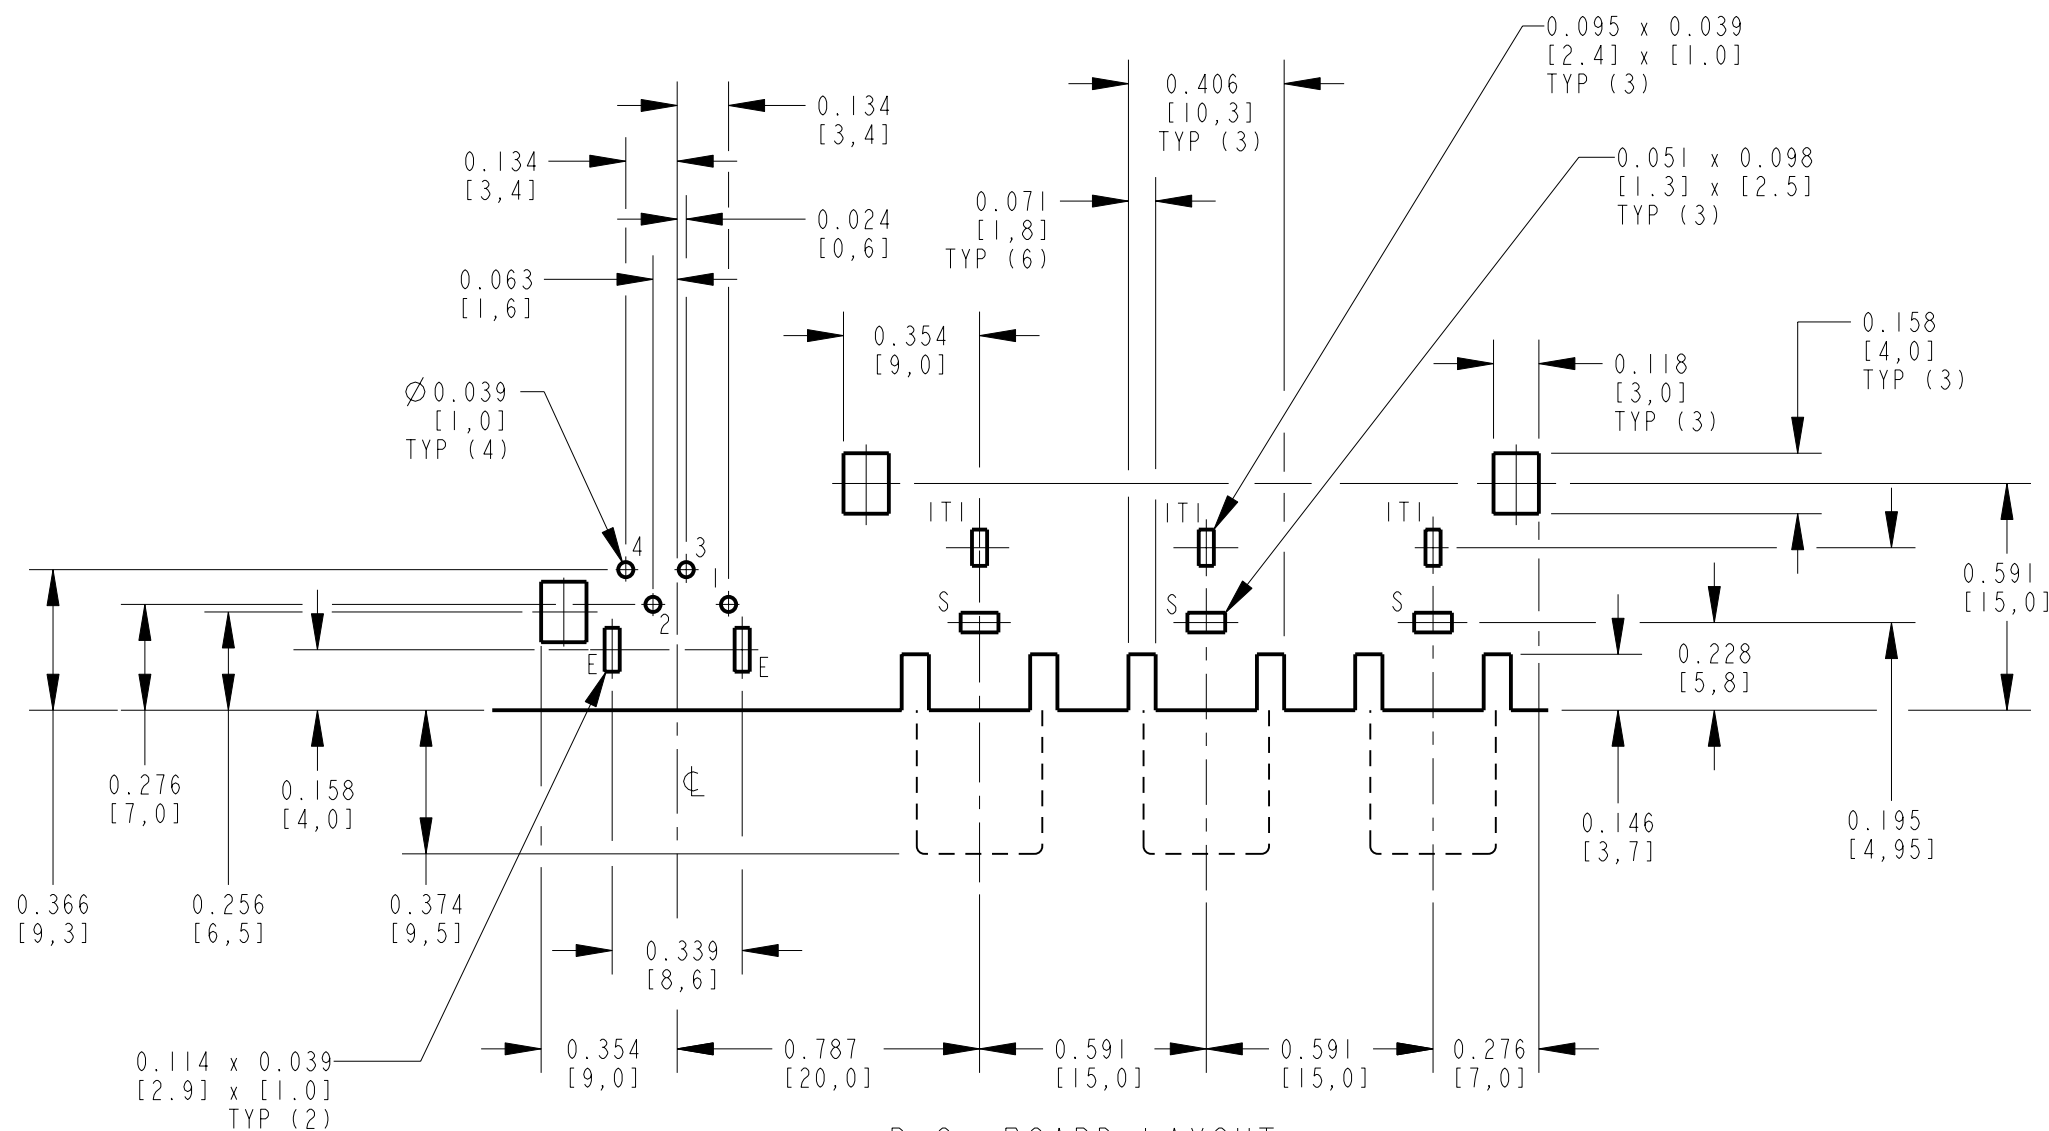 0.095 x 0.039
[2.4] x [1.0]
TYP (3)
0.406
[10,3]
TYP (3)
0.134
[3,4]
0.134
[3,4]
0.051 x 0.098
[1.3] x [2.5]
TYP (3)
0.071
[1,8]
TYP (6)
0.024
[0,6]
0.063
[1,6]
0.354
[9,0]
0.158
[4,0]
TYP (3)
0.118
[3,0]
TYP (3)
Ø0.039
[1,0]
TYP (4)
1T1
1T1
1T1
4
3
1
2
S
S
S
E
E
0.591
[15,0]
0.228
[5,8]
0.276
[7,0]
0.158
[4,0]
℄
0.146
[3,7]
0.195
[4,95]
0.366
[9,3]
0.256
[6,5]
0.374
[9,5]
0.339
[8,6]
0.114 x 0.039
[2.9] x [1.0]
TYP (2)
0.354
[9,0]
0.787
[20,0]
0.591
[15,0]
0.591
[15,0]
0.276
[7,0]
BOARD LAYOUT